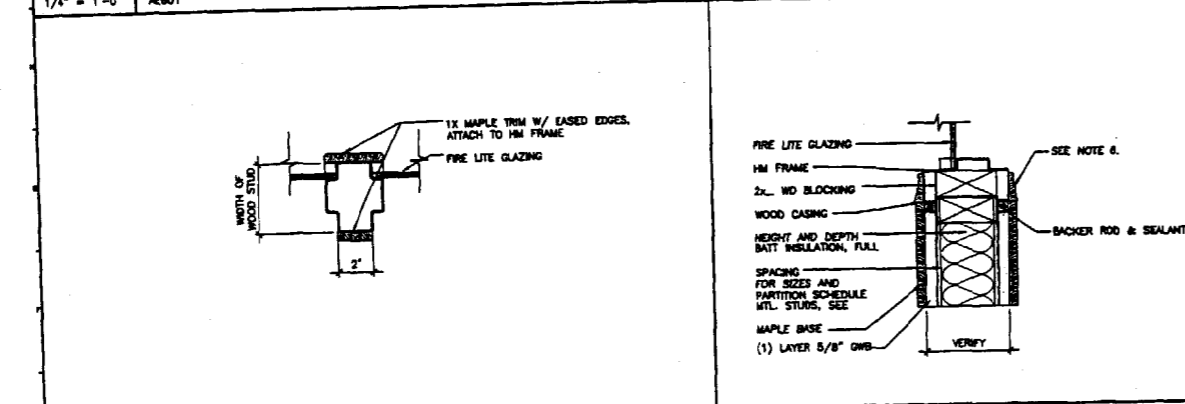 1/4" = 1'-0"
1X MAPLE TRIM W/ EASED EDGES,
ATTACH TO HM FRAME
FIRE LITE GLAZING
WIDTH OF
WOOD STUD
2"
FIRE LITE GLAZING
HM FRAME
2x_ WD BLOCKING
WOOD CASING
HEIGHT AND DEPTH
BATT INSULATION, FULL
SPACING
FOR SIZES AND
PARTITION SCHEDULE
MTL. STUDS, SEE
MAPLE BASE
(1) LAYER 5/8" GWB
SEE NOTE 6.
BACKER ROD & SEALANT
VERIFY